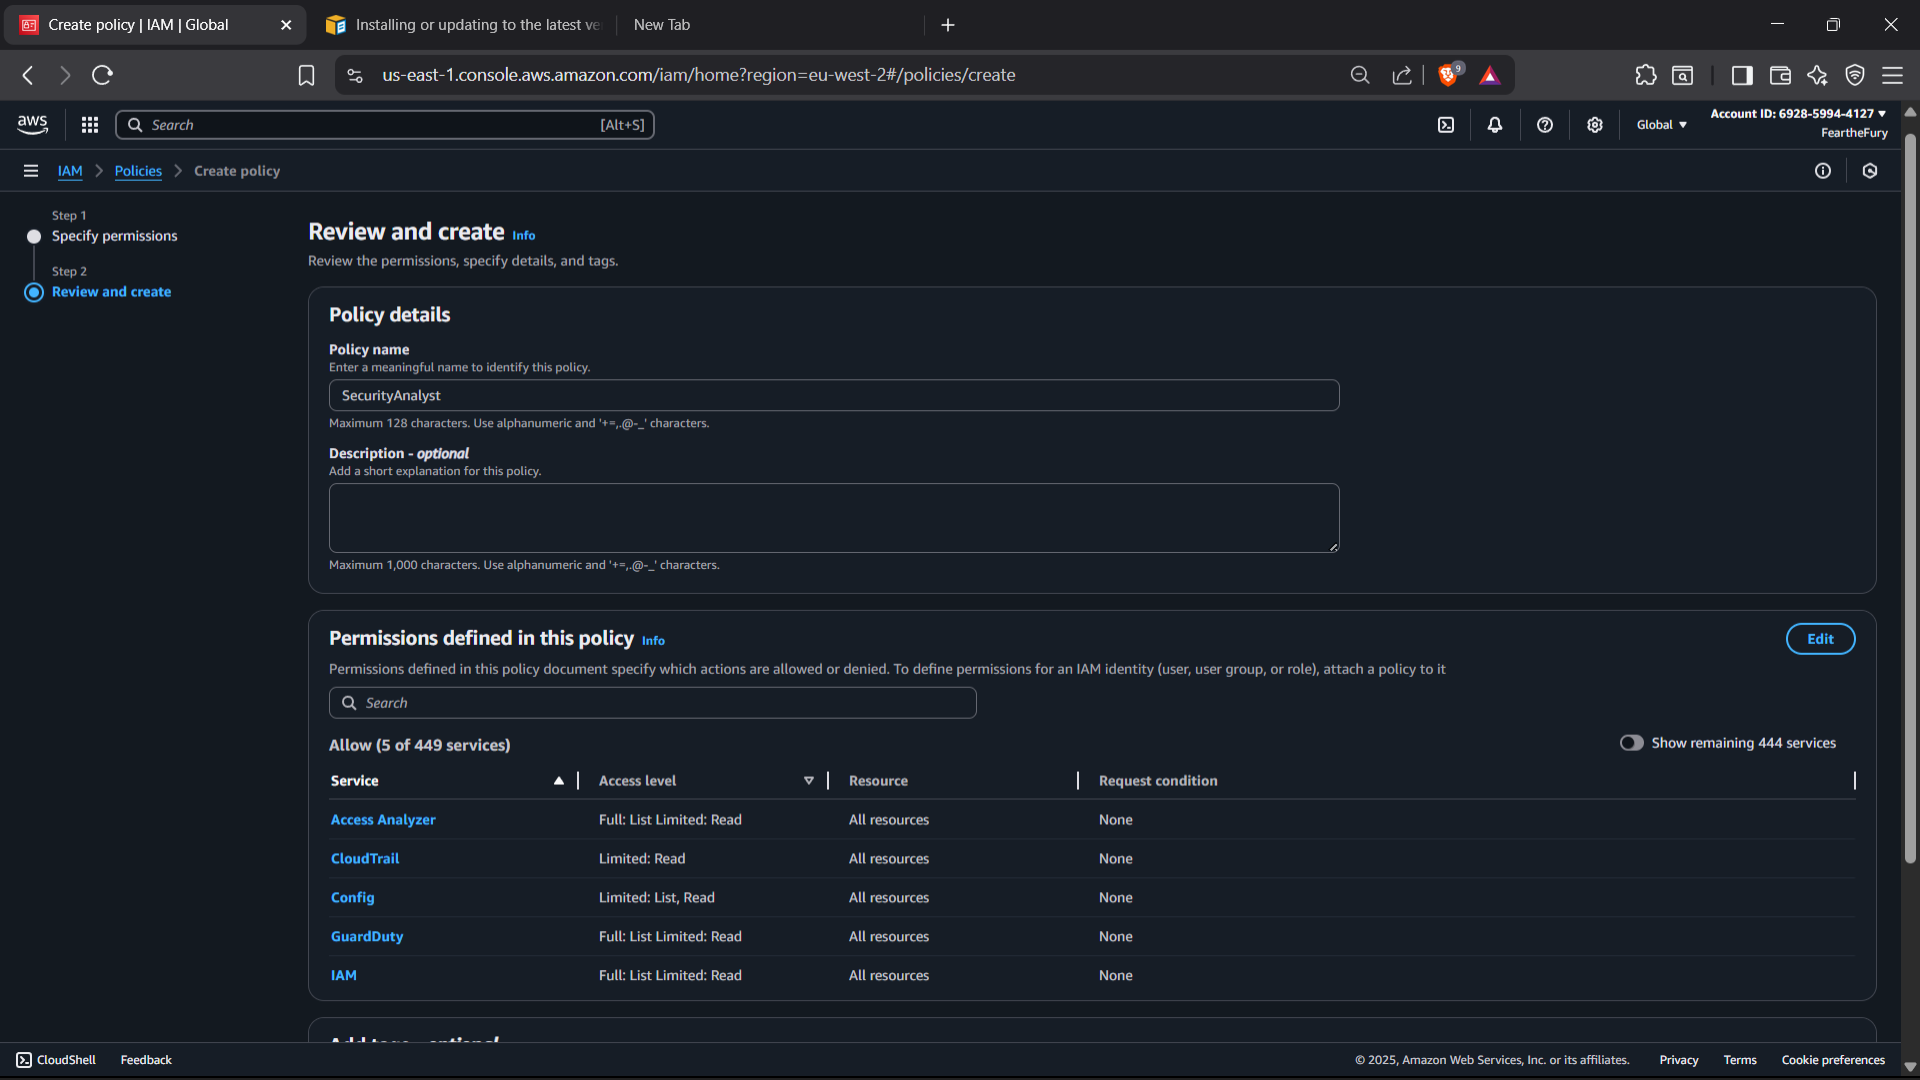 Create policy | IAM | Global
Installing or updating to the latest ve
New Tab
us-east-1.console.aws.amazon.com/iam/home?region=eu-west-2#/policies/create
9
aws
Search
[Alt+S]
Global
Account ID: 6928-5994-4127
FeartheFury
IAM
Policies
Create policy
Step 1
Specify permissions
Step 2
Review and create
Review and create Info
Review the permissions, specify details, and tags.
Policy details
Policy name
Enter a meaningful name to identify this policy.
SecurityAnalyst
Maximum 128 characters. Use alphanumeric and '+=,.@-_' characters.
Description - optional
Add a short explanation for this policy.
Maximum 1,000 characters. Use alphanumeric and '+=,.@-_' characters.
Permissions defined in this policy Info
Edit
Permissions defined in this policy document specify which actions are allowed or denied. To define permissions for an IAM identity (user, user group, or role), attach a policy to it
Search
Allow (5 of 449 services)
Show remaining 444 services
Service Access level Resource Request condition
Access Analyzer Full: List Limited: Read All resources None
CloudTrail Limited: Read All resources None
Config Limited: List, Read All resources None
GuardDuty Full: List Limited: Read All resources None
IAM Full: List Limited: Read All resources None
Add tags - optional
CloudShell
Feedback
© 2025, Amazon Web Services, Inc. or its affiliates.
Privacy
Terms
Cookie preferences